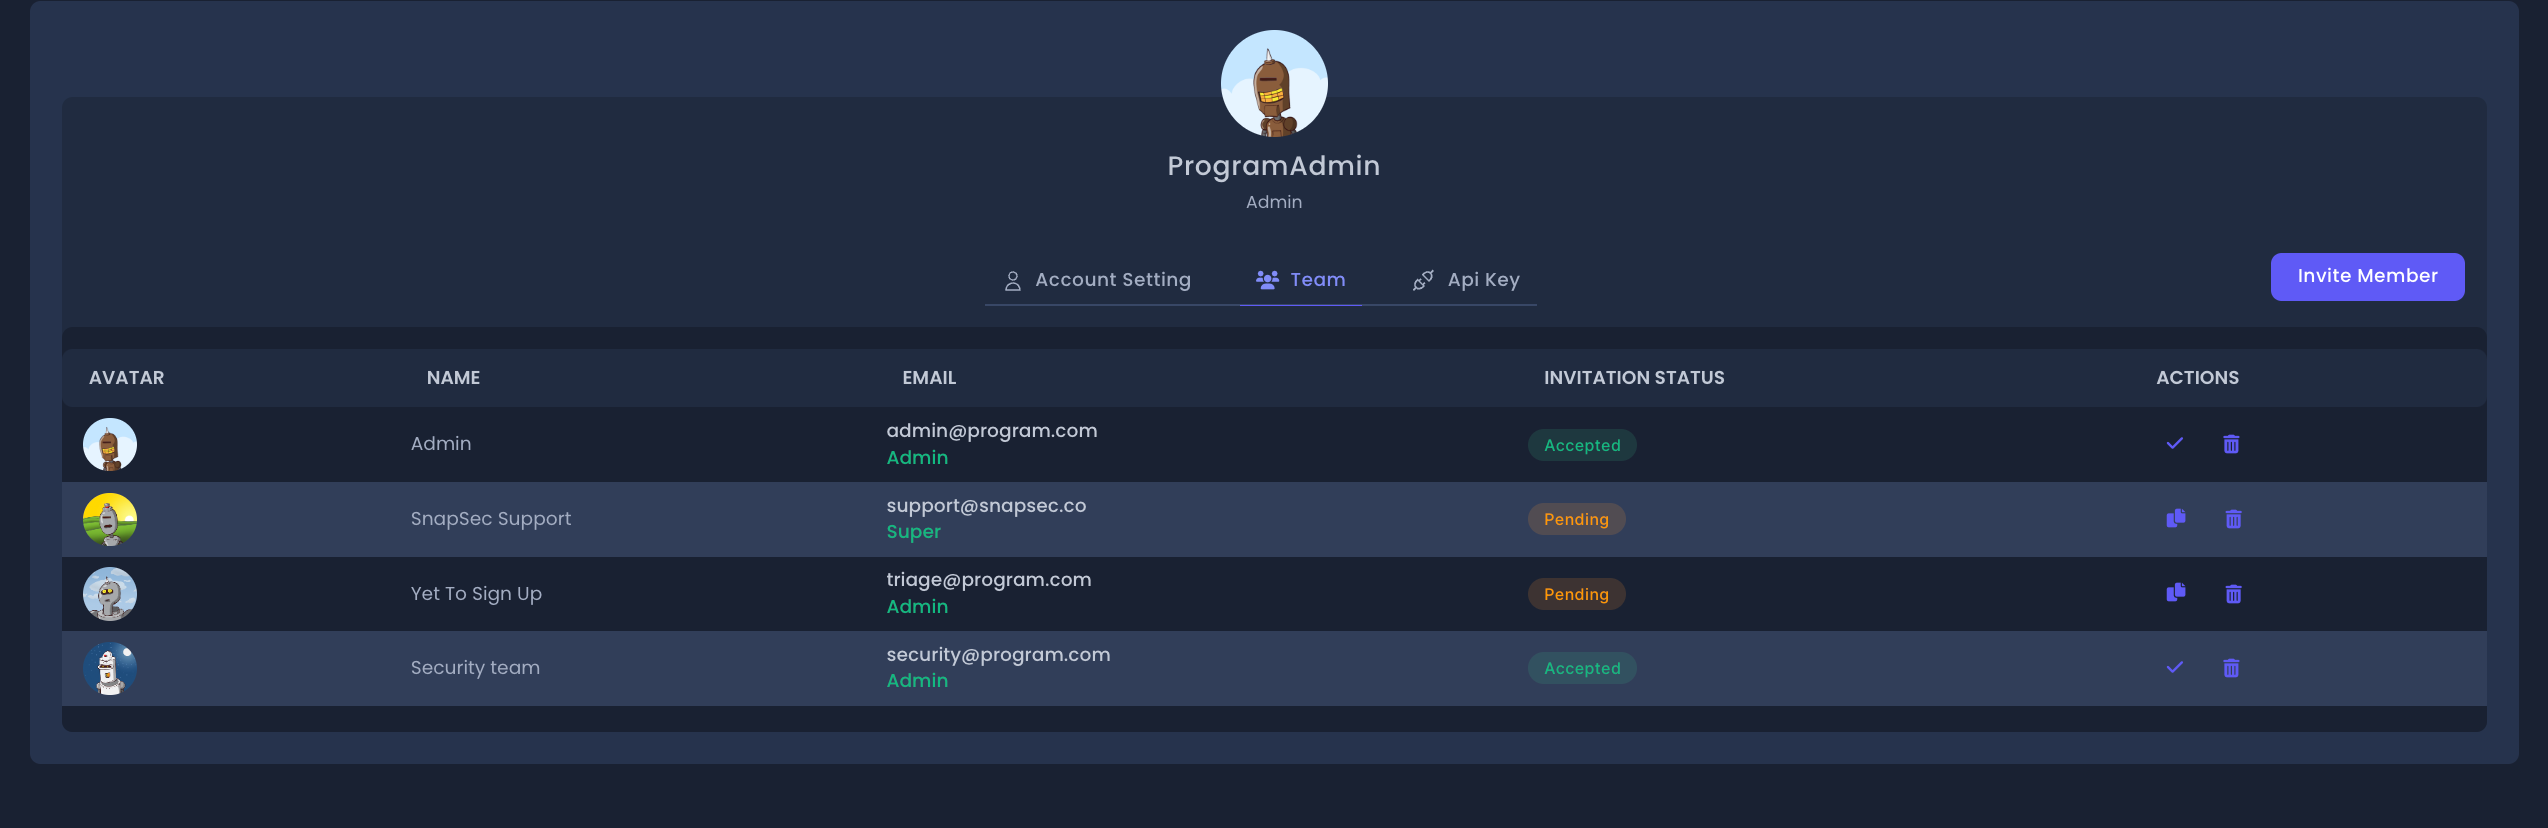 ProgramAdmin
Admin
Account Setting Team Api Key
Invite Member
AVATAR NAME EMAIL INVITATION STATUS ACTIONS
Admin admin@program.com Accepted
Admin
SnapSec Support support@snapsec.co Pending
Super
Yet To Sign Up triage@program.com Pending
Admin
Security team security@program.com Accepted
Admin